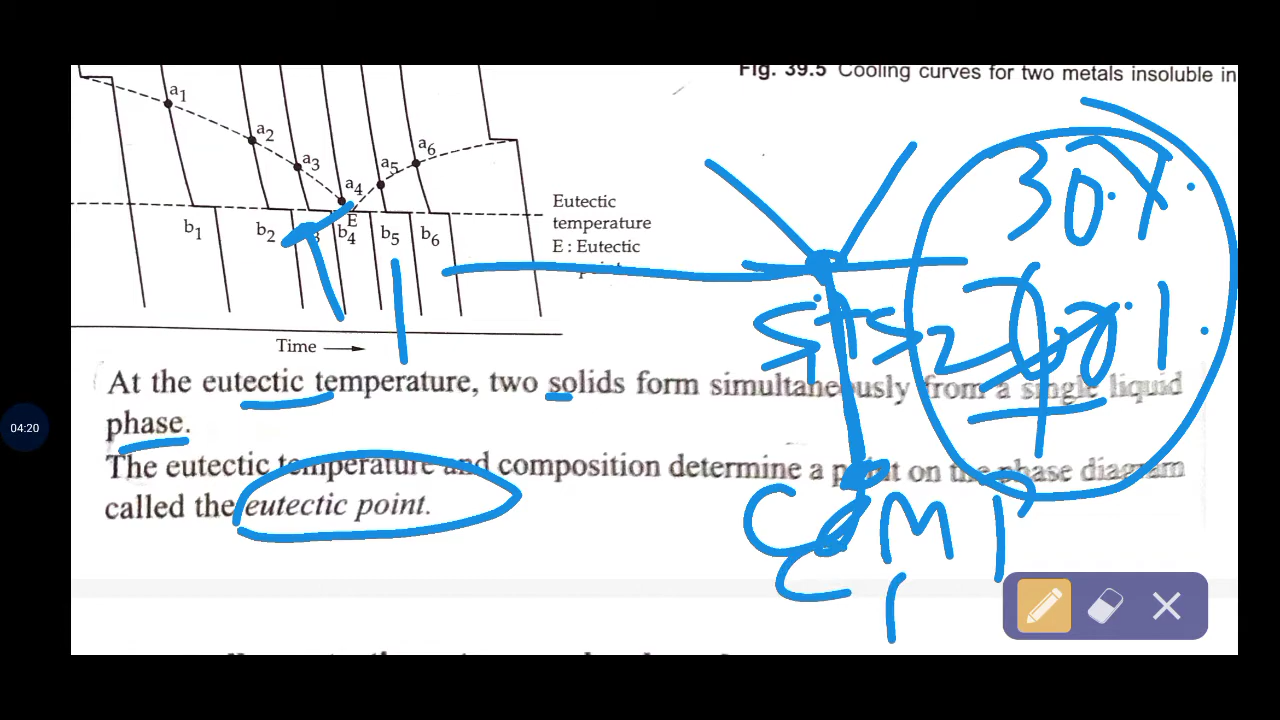 Fig. 39.5 Cooling curves for two metals insoluble in
a1
a2
a3
a4
a5
a6
E
b1
b2
3
b4
b5
b6
Eutectic
temperature
E : Eutectic
Time
30%
S1 + S2
04:20
At the eutectic temperature, two solids form simultaneously from a single liquid
phase.
The eutectic temperature and composition determine a point on the phase diagram
called the eutectic point.